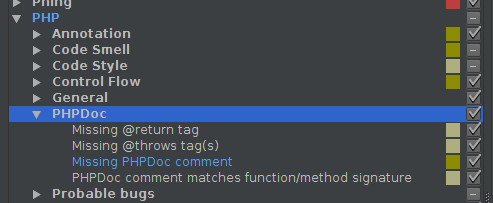 Phing
PHP
Annotation
Code Smell
Code Style
Control Flow
General
PHPDoc
Missing @return tag
Missing @throws tag(s)
Missing PHPDoc comment
PHPDoc comment matches function/method signature
Probable bugs